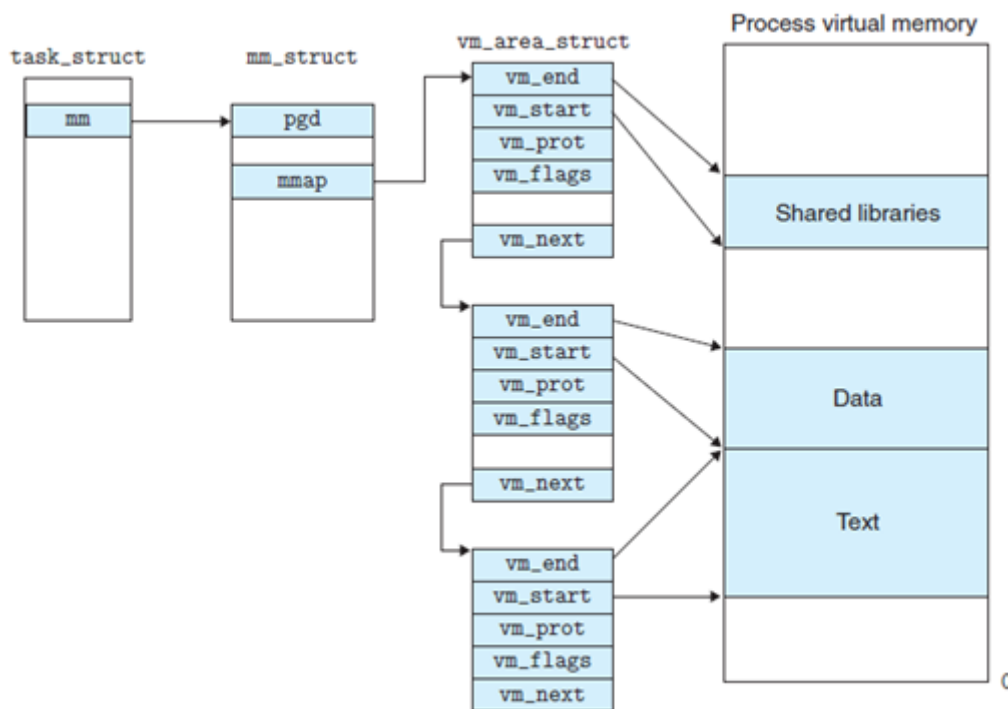 Process virtual memory
task_struct
mm_struct
vm_area_struct
mm
pgd
mmap
vm_end
vm_start
vm_prot
vm_flags
vm_next
vm_end
vm_start
vm_prot
vm_flags
vm_next
vm_end
vm_start
vm_prot
vm_flags
vm_next
Shared libraries
Data
Text
0